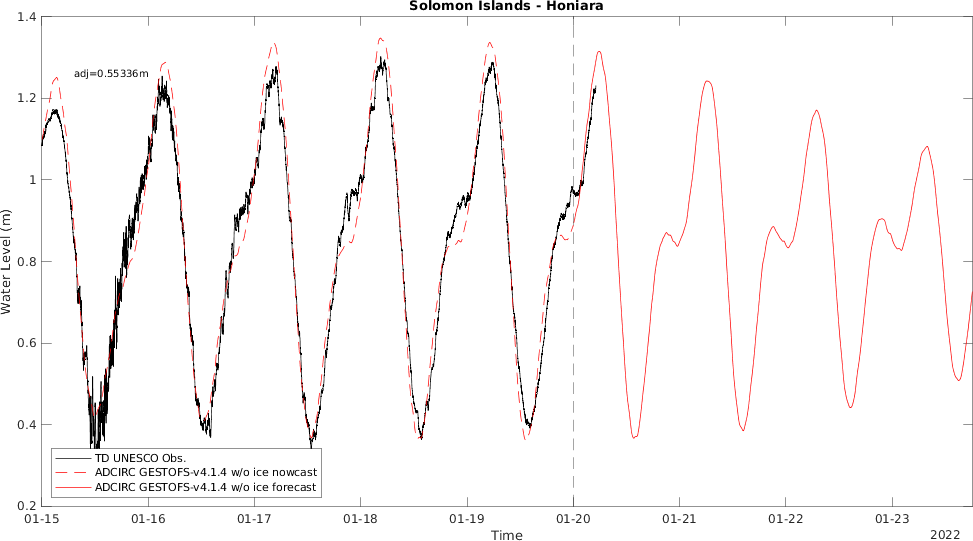 Solomon Islands - Honiara
1.4
1.2
1
0.8
0.6
0.4
0.2
Water Level (m)
adj=0.55336m
TD UNESCO Obs.
ADCIRC GESTOFS-v4.1.4 w/o ice nowcast
ADCIRC GESTOFS-v4.1.4 w/o ice forecast
01-15 01-16 01-17 01-18 01-19 01-20 01-21 01-22 01-23
Time
2022